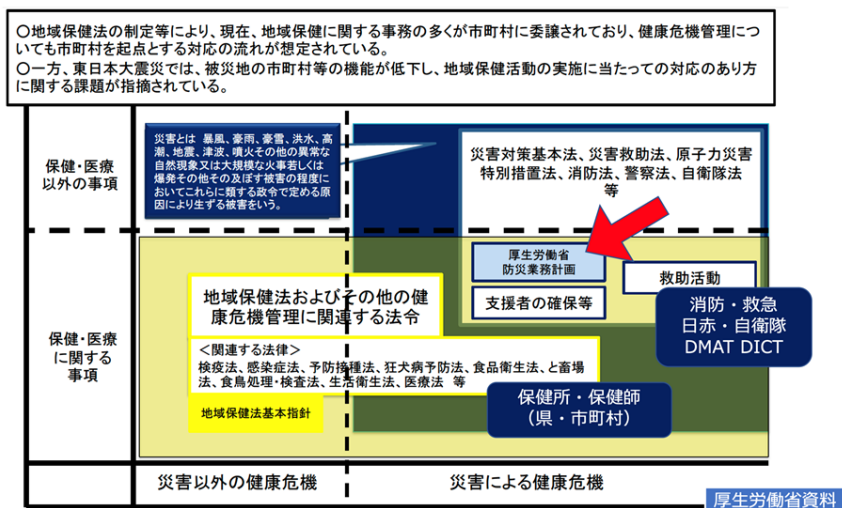 ○地域保健法の制定等により、現在、地域保健に関する事務の多くが市町村に委譲されており、健康危機管理につ
いても市町村を起点とする対応の流れが想定されている。
○一方、東日本大震災では、被災地の市町村等の機能が低下し、地域保健活動の実施に当たっての対応のあり方
に関する課題が指摘されている。
保健・医療
以外の事項
災害とは 暴風、豪雨、豪雪、洪水、高
潮、地震、津波、噴火その他の異常な
自然現象又は大規模な火事若しくは
爆発その他その及ぼす被害の程度
においてこれらに類する政令で定める原
因により生ずる被害をいう。
災害対策基本法、災害救助法、原子力災害
特別措置法、消防法、警察法、自衛隊法
等
厚生労働省
防災業務計画
救助活動
支援者の確保等
消防・救急
日赤・自衛隊
DMAT DICT
保健・医療
に関する
事項
地域保健法およびその他の健
康危機管理に関連する法令
＜関連する法律＞
検疫法、感染症法、予防接種法、狂犬病予防法、食品衛生法、と畜場
法、食鳥処理・検査法、生活衛生法、医療法 等
地域保健法基本指針
保健所・保健師
（県・市町村）
災害以外の健康危機
災害による健康危機
厚生労働省資料